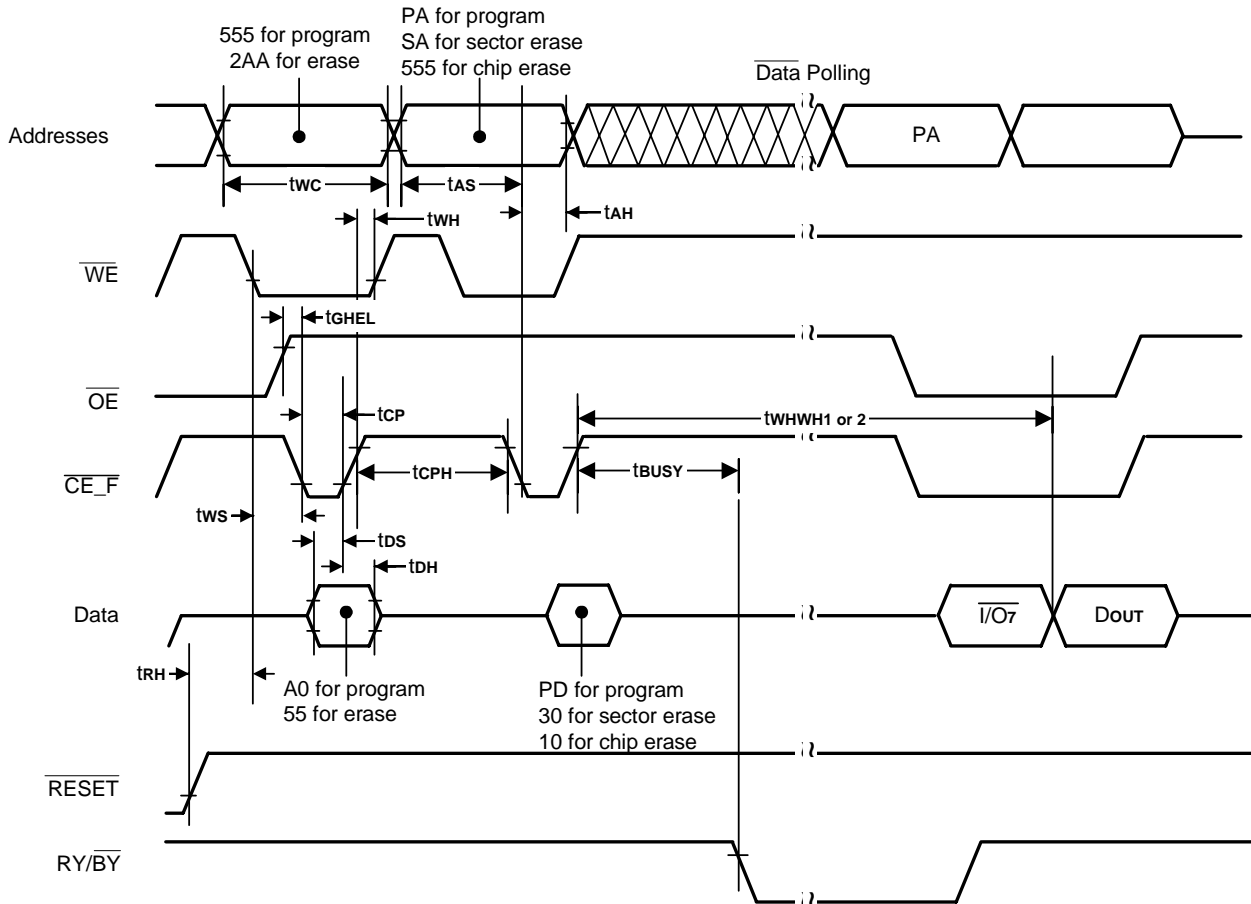 555 for program
2AA for erase
PA for program
SA for sector erase
555 for chip erase
Data Polling
Addresses
PA
tWC
tAS
tWH
tAH
WE
tGHEL
OE
tCP
tWHWH1 or 2
CE_F
tCPH
tBUSY
tWS
tDS
tDH
Data
I/O7
DOUT
tRH
A0 for program
55 for erase
PD for program
30 for sector erase
10 for chip erase
RESET
RY/BY